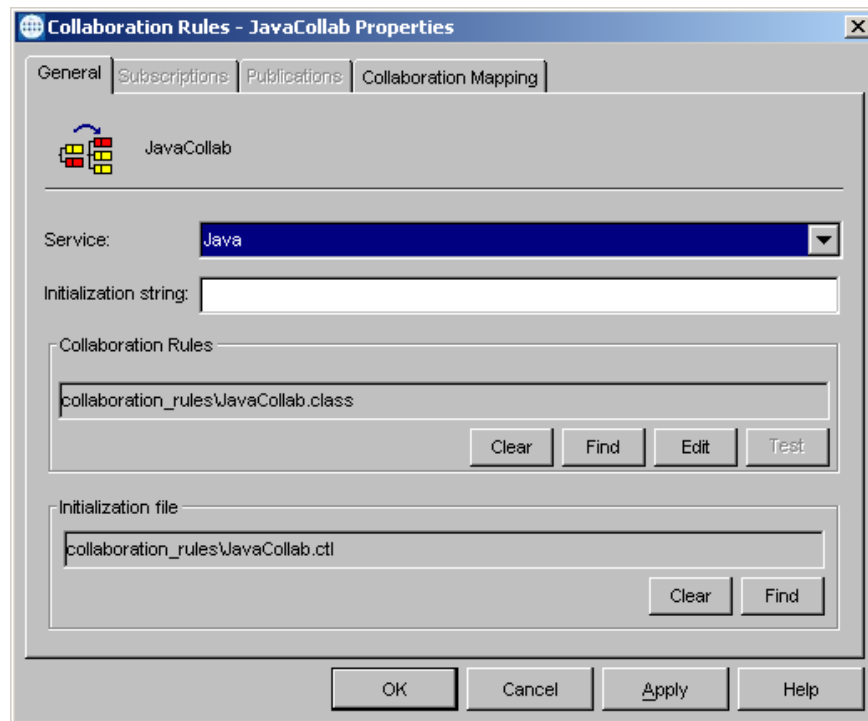 Collaboration Rules - JavaCollab Properties
General Subscriptions Publications Collaboration Mapping
JavaCollab
Service: Java
Initialization string:
Collaboration Rules
collaboration_rules\JavaCollab.class
Clear Find Edit Test
Initialization file
collaboration_rules\JavaCollab.ctl
Clear Find
OK Cancel Apply Help